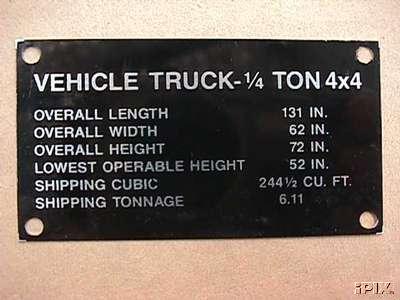 VEHICLE TRUCK-¼ TON 4x4
OVERALL LENGTH 131 IN.
OVERALL WIDTH 62 IN.
OVERALL HEIGHT 72 IN.
LOWEST OPERABLE HEIGHT 52 IN.
SHIPPING CUBIC 244½ CU. FT.
SHIPPING TONNAGE 6.11
iPIX